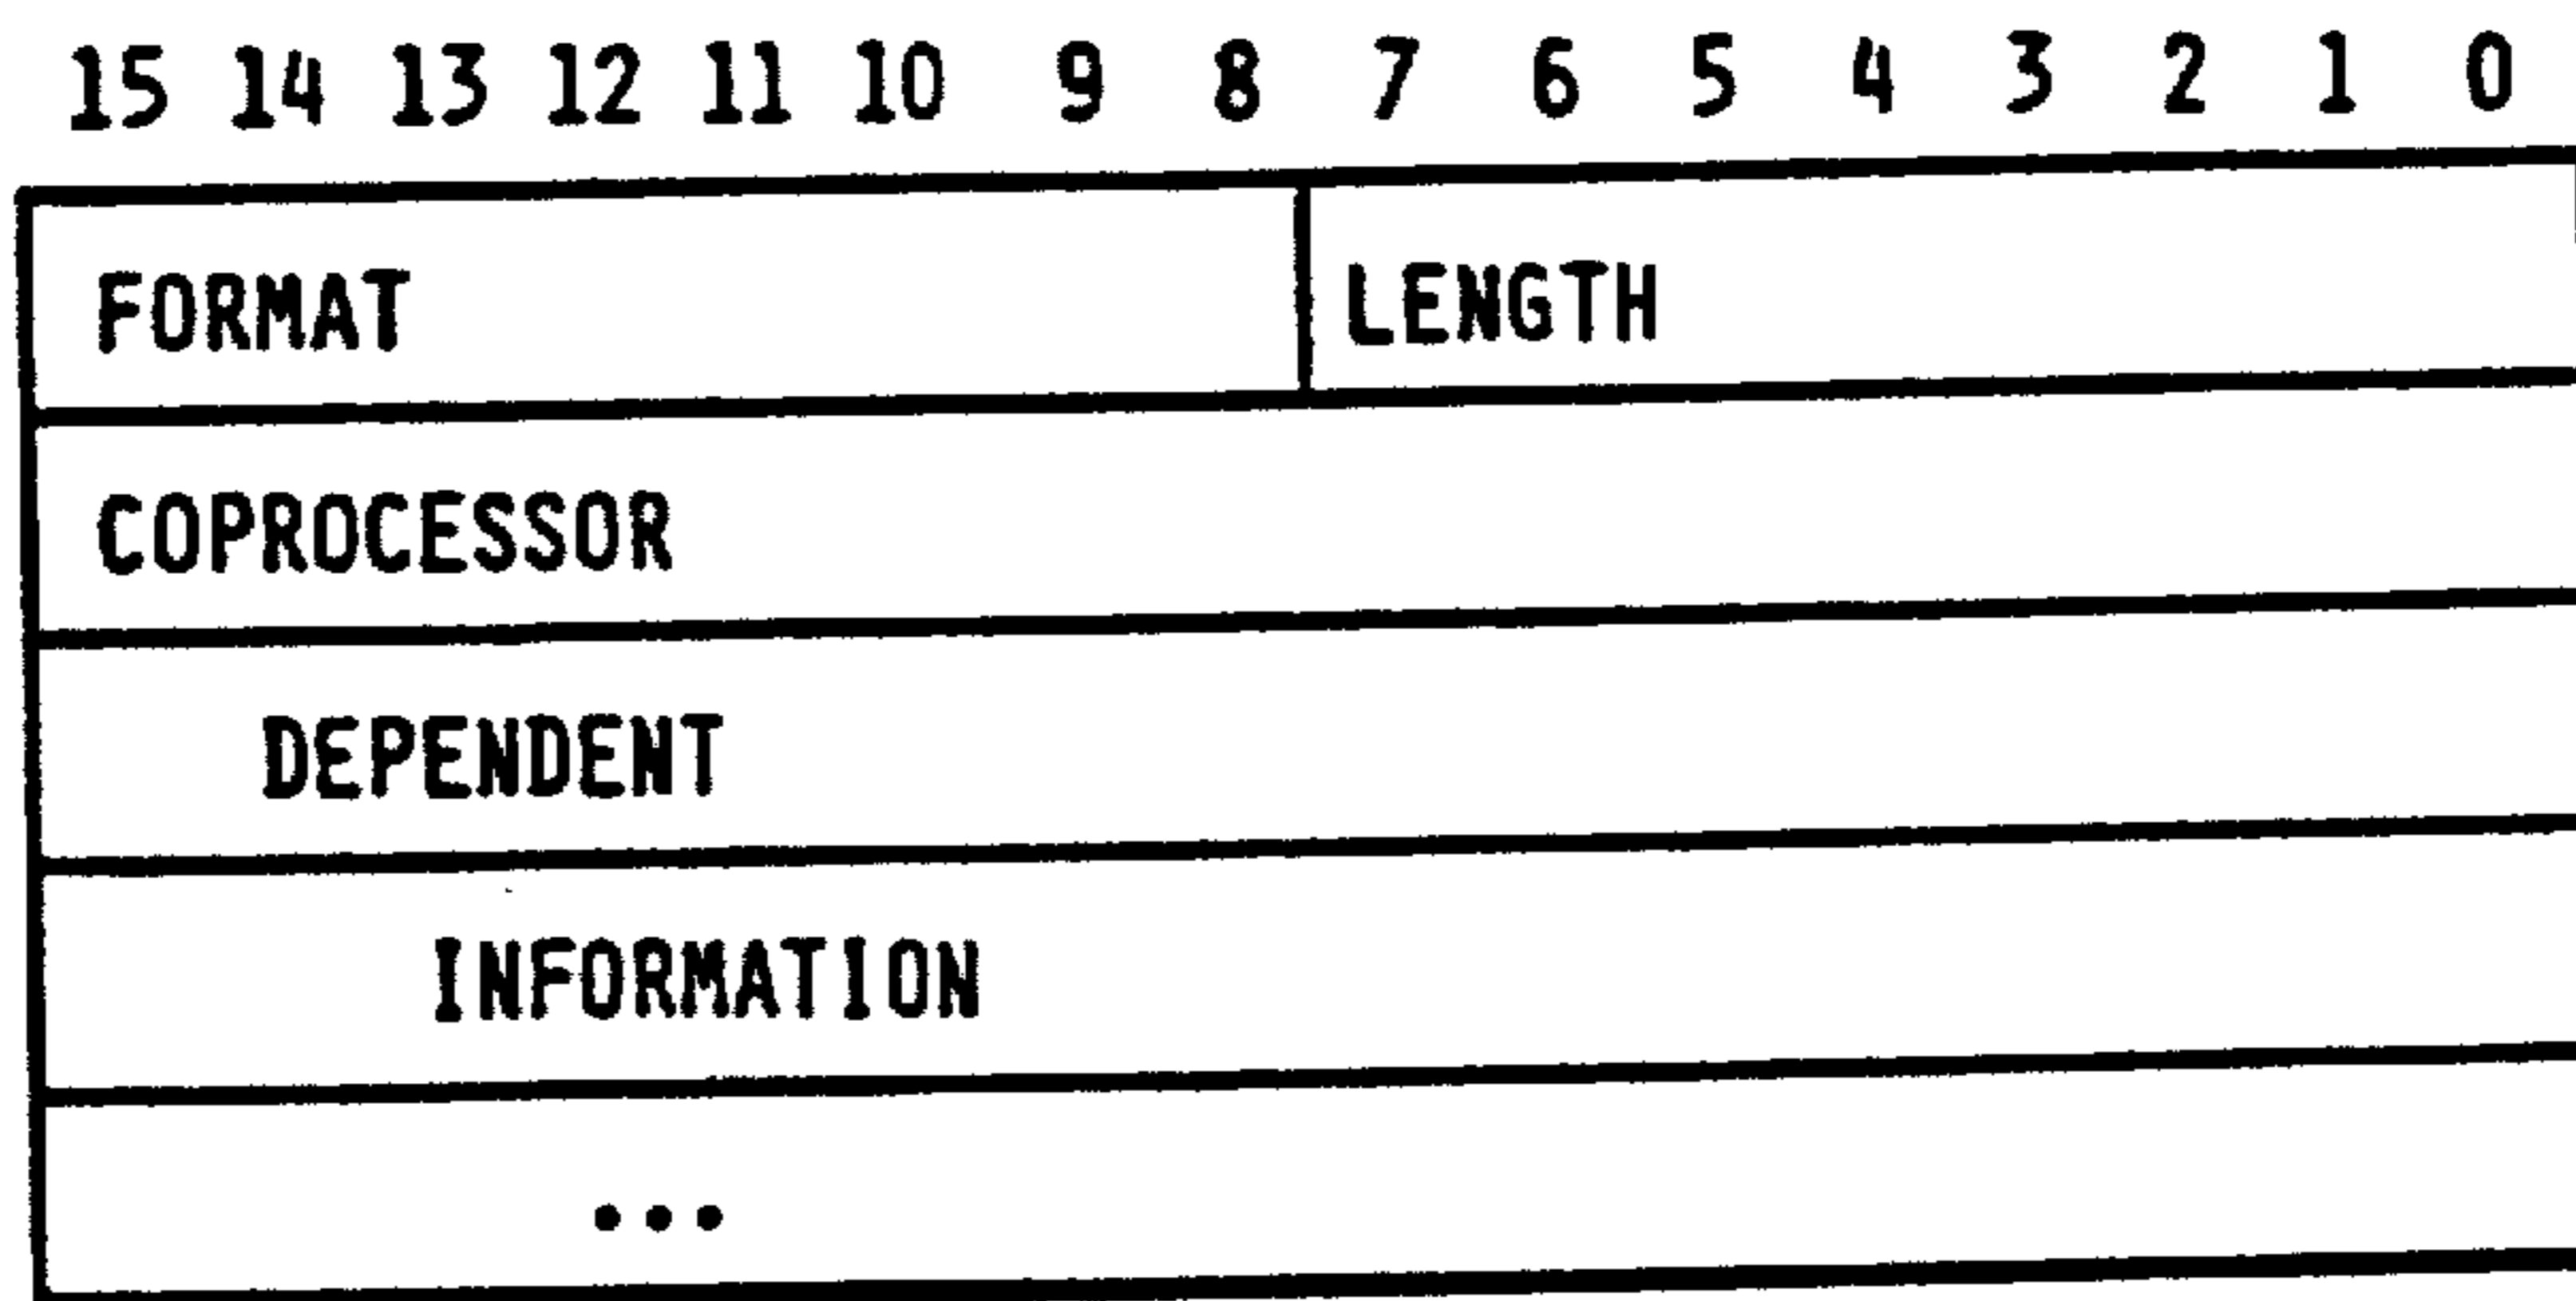 15 14 13 12 11 10 9 8 7 6 5 4 3 2 1 0
FORMAT LENGTH
COPROCESSOR
DEPENDENT
INFORMATION
...